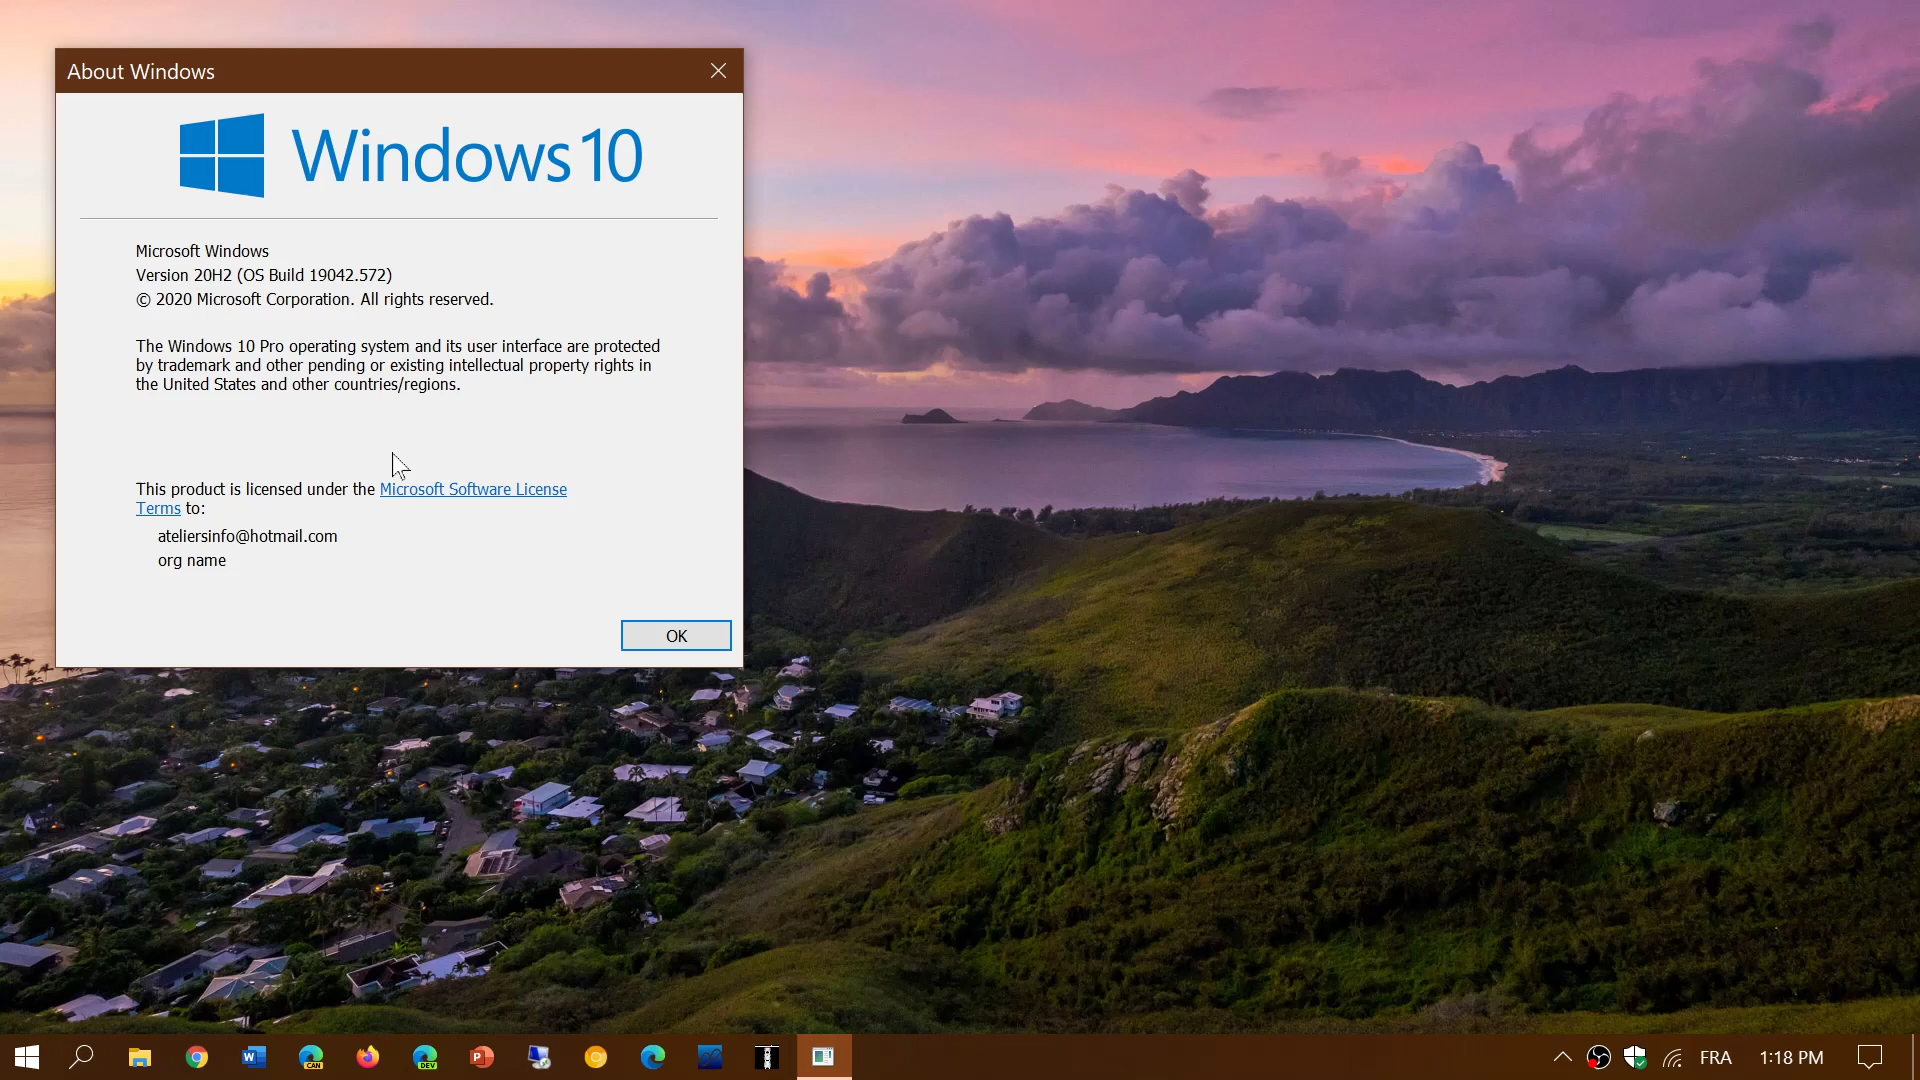 About Windows
Windows 10
Microsoft Windows
Version 20H2 (OS Build 19042.572)
© 2020 Microsoft Corporation. All rights reserved.
The Windows 10 Pro operating system and its user interface are protected
by trademark and other pending or existing intellectual property rights in
the United States and other countries/regions.
This product is licensed under the Microsoft Software License
Terms to:
ateliersinfo@hotmail.com
org name
OK
W
CAN
DEV
P
FRA
1:18 PM